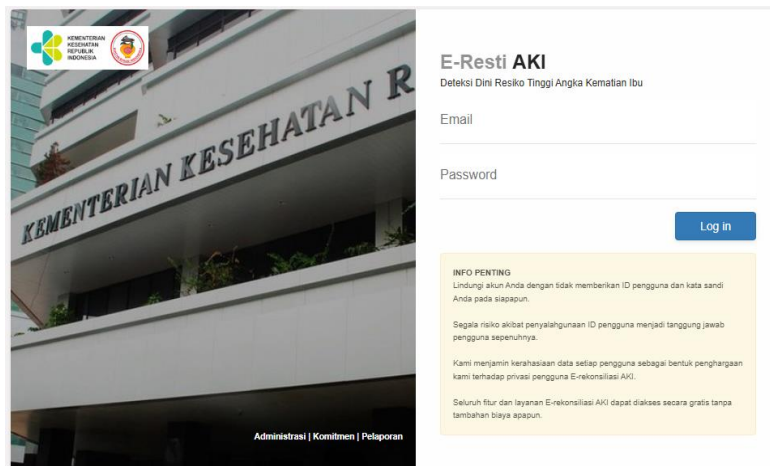 KEMENTERIAN
KESEHATAN
REPUBLIK
INDONESIA
KEMENTERIAN KESEHATAN R
Administrasi | Komitmen | Pelaporan
E-Resti AKI
Deteksi Dini Resiko Tinggi Angka Kematian Ibu
Email
Password
Log in
INFO PENTING
Lindungi akun Anda dengan tidak memberikan ID pengguna dan kata sandi
Anda pada siapapun.
Segala risiko akibat penyalahgunaan ID pengguna menjadi tanggung jawab
pengguna sepenuhnya.
Kami menjamin kerahasiaan data setiap pengguna sebagai bentuk penghargaan
kami terhadap privasi pengguna E-rekonsiliasi AKI.
Seluruh fitur dan layanan E-rekonsiliasi AKI dapat diakses secara gratis tanpa
tambahan biaya apapun.